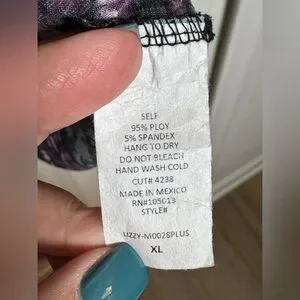 SELF
95% PLOY
5% SPANDEX
HANG TO DRY
DO NOT BLEACH
HAND WASH COLD
CUT# 4238
MADE IN MEXICO
RN#105013
STYLE#
LIZZY-M0028PLUS
XL